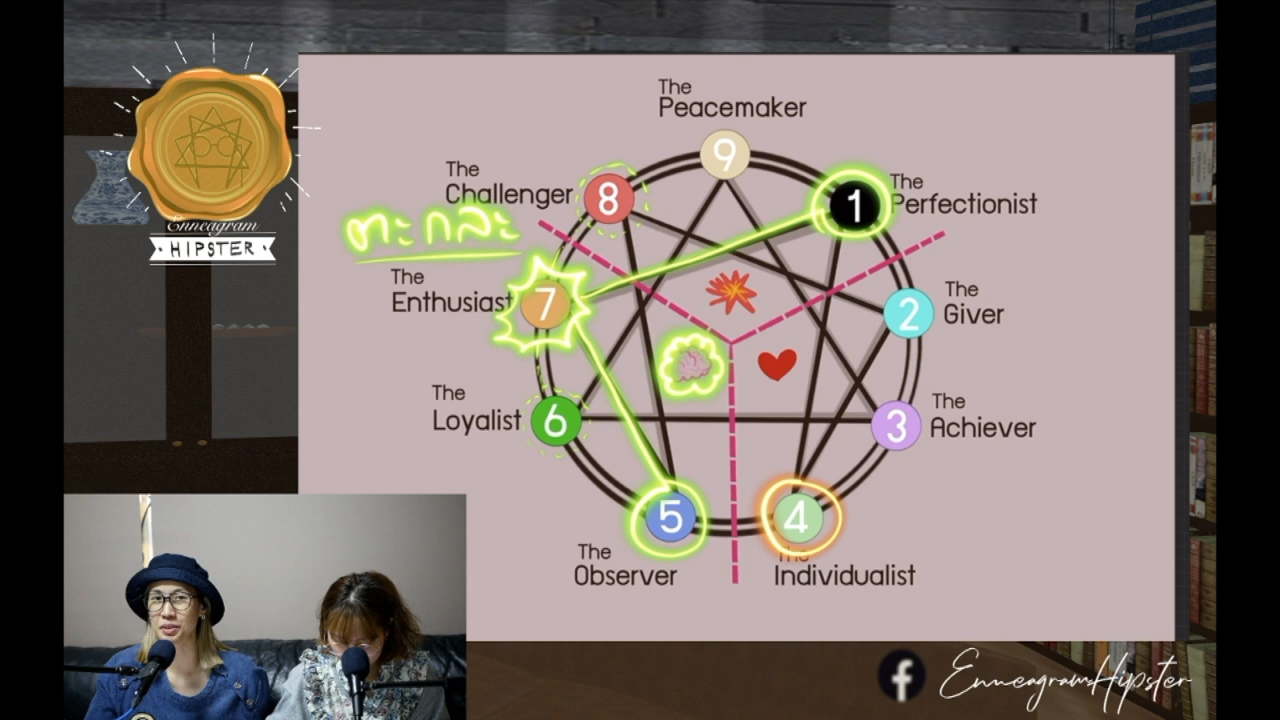 Enneagram
HIPSTER
The
Peacemaker
9
The
Challenger
8
1
The
Perfectionist
ตะกละ
The
Enthusiast
7
The
Giver
2
The
Loyalist
6
The
Achiever
3
5
4
The
Observer
The
Individualist
f
EnneagramHipster